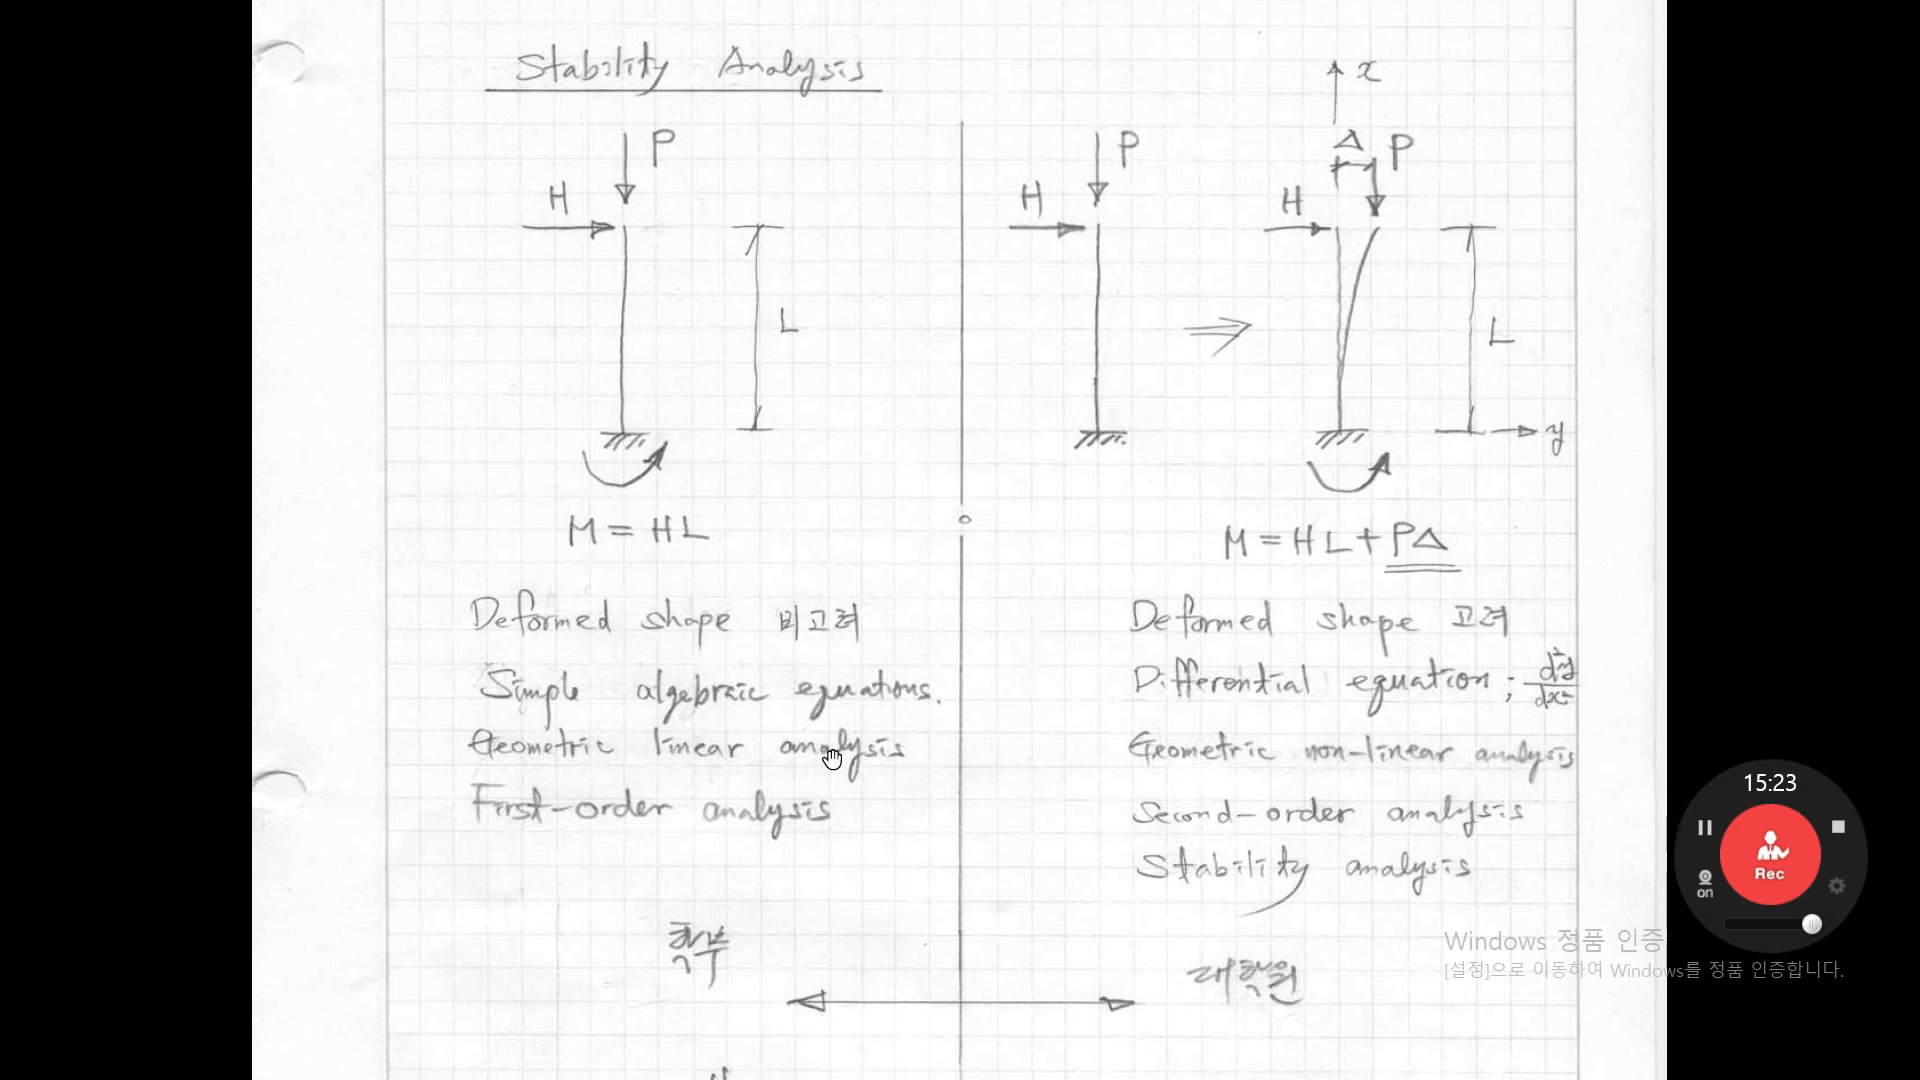 Stability Analysis
P
H
L
M = HL
Deformed shape 비고려
Simple algebraic equations.
Geometric linear analysis
First-order analysis
학부
P
H
x
Δ P
H
L
y
M = HL + PΔ
Deformed shape 고려
Differential equation ; d²y/dx²
Geometric non-linear analysis
Second-order analysis
Stability analysis
대학원
15:23
Rec
on
Windows 정품 인증
[설정]으로 이동하여 Windows를 정품 인증합니다.